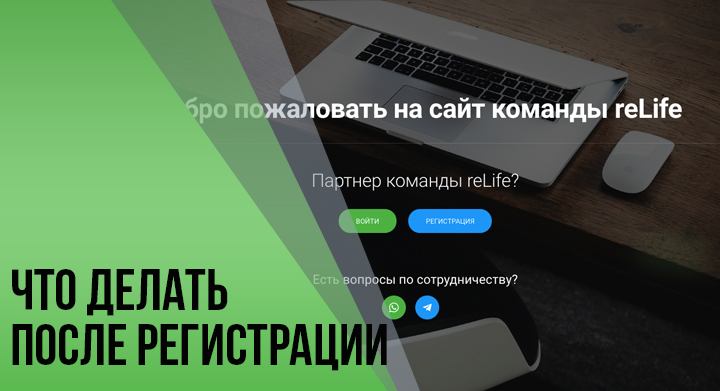 бро пожаловать на сайт команды reLife
Партнер команды reLife?
ВОЙТИ
РЕГИСТРАЦИЯ
Есть вопросы по сотрудничеству?
ЧТО ДЕЛАТЬ
ПОСЛЕ РЕГИСТРАЦИИ